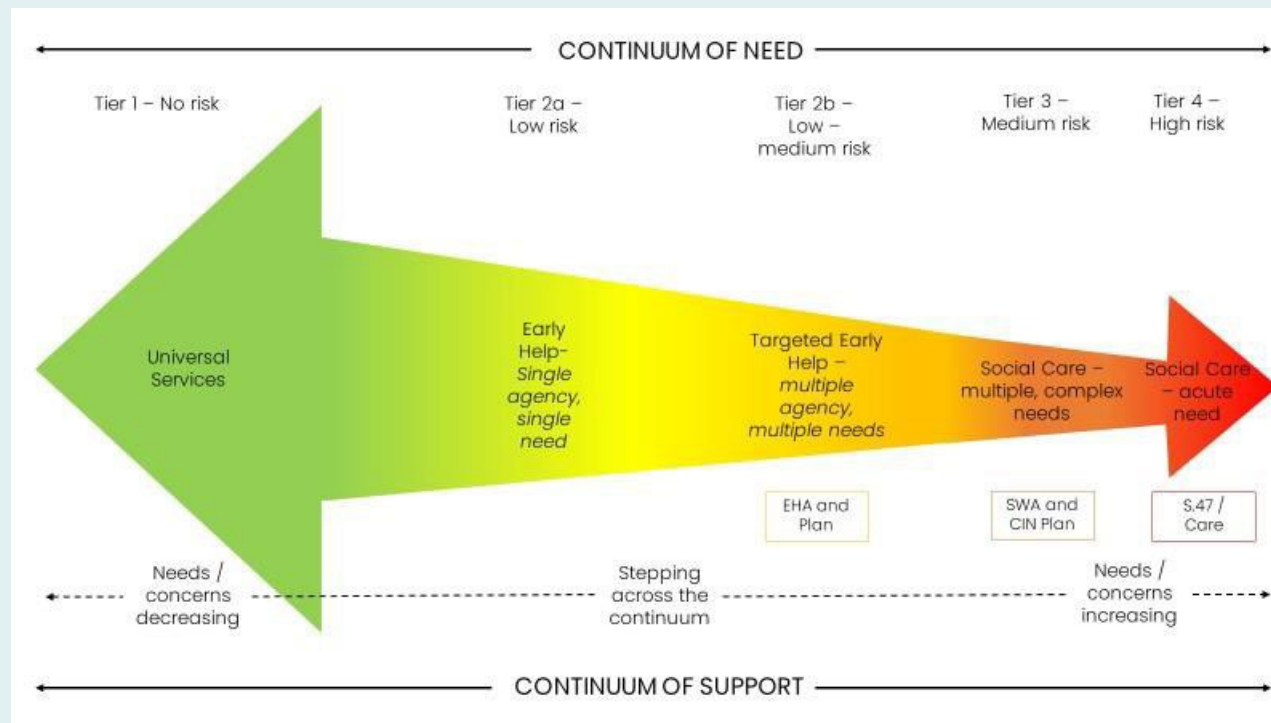 CONTINUUM OF NEED
Tier 1 – No risk
Tier 2a –
Low risk
Tier 2b –
Low –
medium risk
Tier 3 –
Medium risk
Tier 4 –
High risk
Universal
Services
Early
Help-
Single
agency,
single
need
Targeted Early
Help –
multiple
agency,
multiple needs
Social Care –
multiple, complex
needs
Social Care
– acute
need
EHA and
Plan
SWA and
CIN Plan
S.47 /
Care
Needs /
concerns
decreasing
Stepping
across the
continuum
Needs /
concerns
increasing
CONTINUUM OF SUPPORT